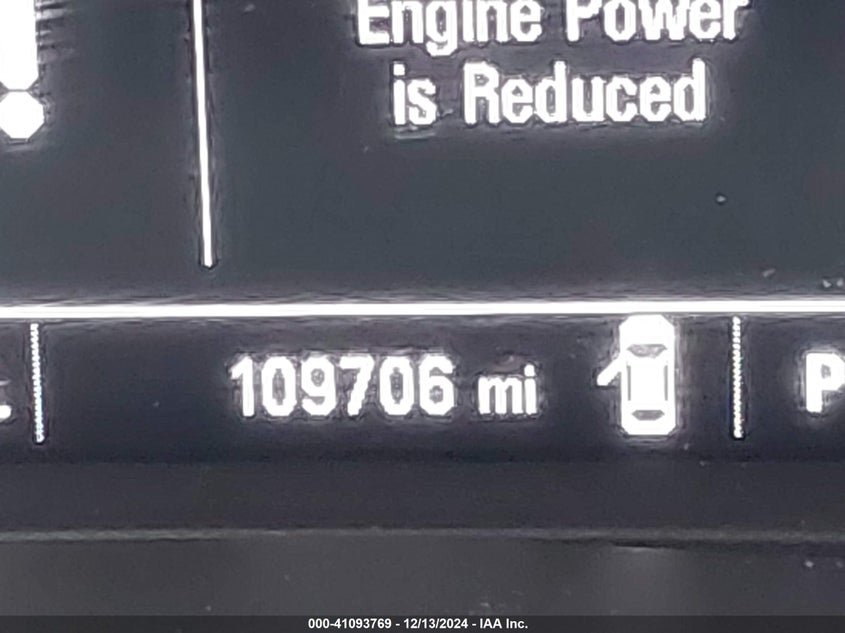 Engine Power
is Reduced
109706 mi
P
000-41093769 - 12/13/2024 - IAA Inc.